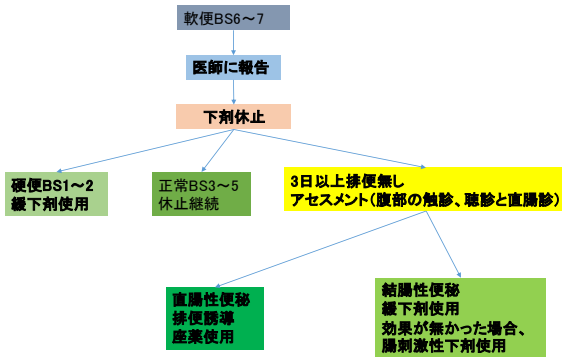 軟便BS6～7
医師に報告
下剤休止
硬便BS1～2
緩下剤使用
正常BS3～5
休止継続
3日以上排便無し
アセスメント（腹部の触診、聴診と直腸診）
直腸性便秘
排便誘導
座薬使用
結腸性便秘
緩下剤使用
効果が無かった場合、
腸刺激性下剤使用